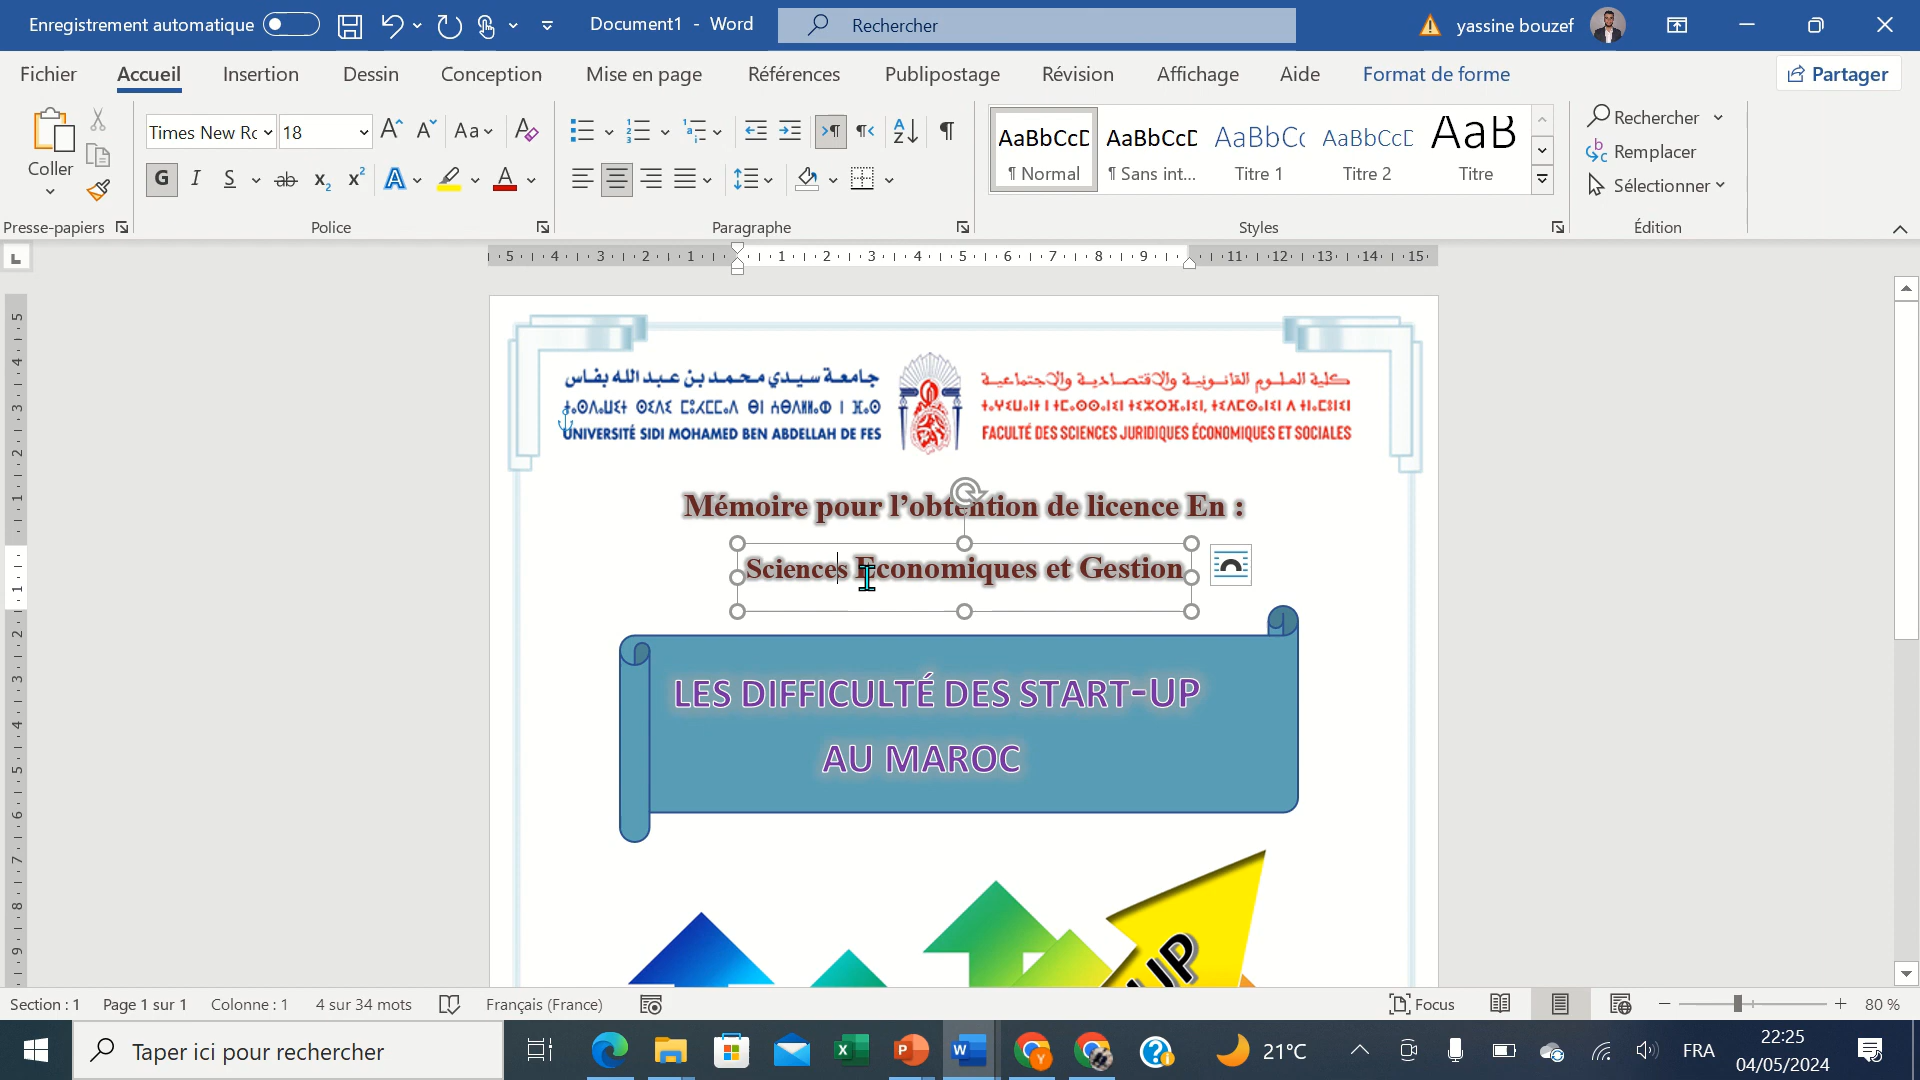 Enregistrement automatique
Document1 - Word
Rechercher
yassine bouzef
Fichier Accueil Insertion Dessin Conception Mise en page Références Publipostage Révision Affichage Aide Format de forme
Partager
Coller
Times New Rc 18
AaBbCcD AaBbCcD AaBbCc AaBbCcD AaB
¶ Normal ¶ Sans int... Titre 1 Titre 2 Titre
Rechercher
Remplacer
Sélectionner
Presse-papiers Police Paragraphe Styles Édition
جامعة سيدي محمد بن عبد الله بفاس
UNIVERSITÉ SIDI MOHAMED BEN ABDELLAH DE FES
كلية العلوم القانونية والاقتصادية والاجتماعية
FACULTÉ DES SCIENCES JURIDIQUES ÉCONOMIQUES ET SOCIALES
Mémoire pour l’obtention de licence En :
Sciences Economiques et Gestion
LES DIFFICULTÉ DES START-UP
AU MAROC
UP
Section : 1 Page 1 sur 1 Colonne : 1 4 sur 34 mots Français (France) Focus 80 %
Taper ici pour rechercher
21°C
FRA
22:25
04/05/2024